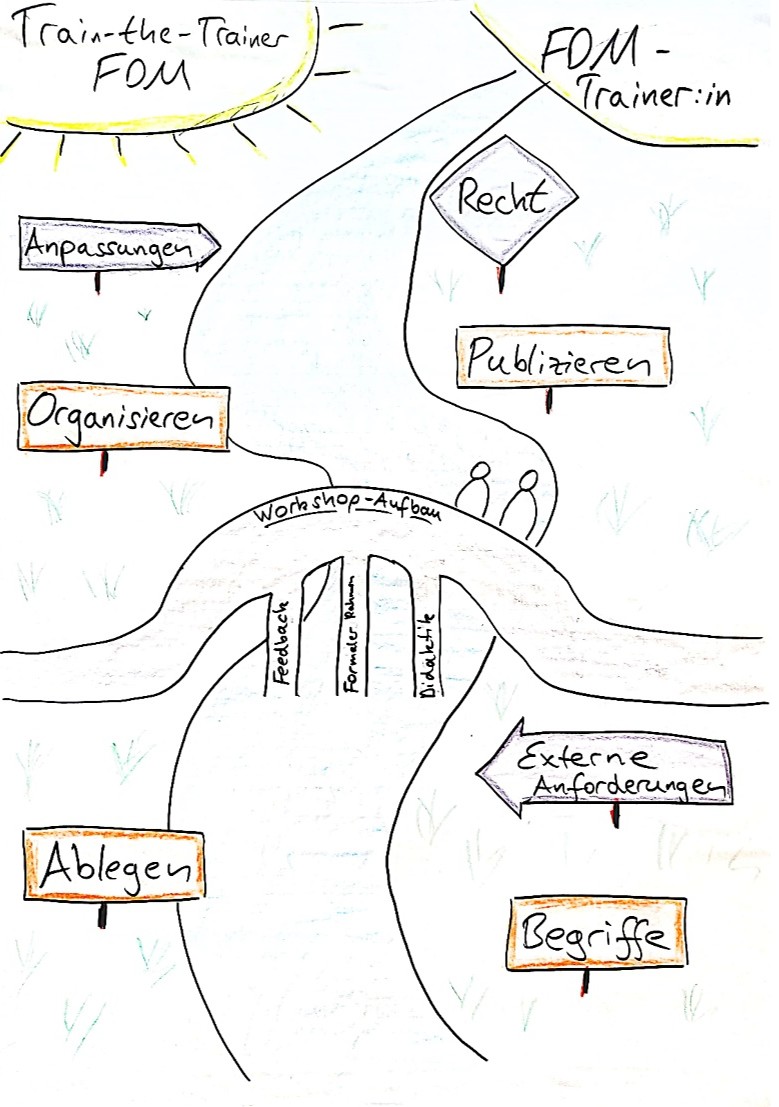 Train-the-Trainer
FDM
FDM-
Trainer:in
Recht
Anpassungen
Publizieren
Organisieren
Workshop-Aufbau
Feedback
Formaler Rahmen
Didaktik
Externe
Anforderungen
Ablegen
Begriffe